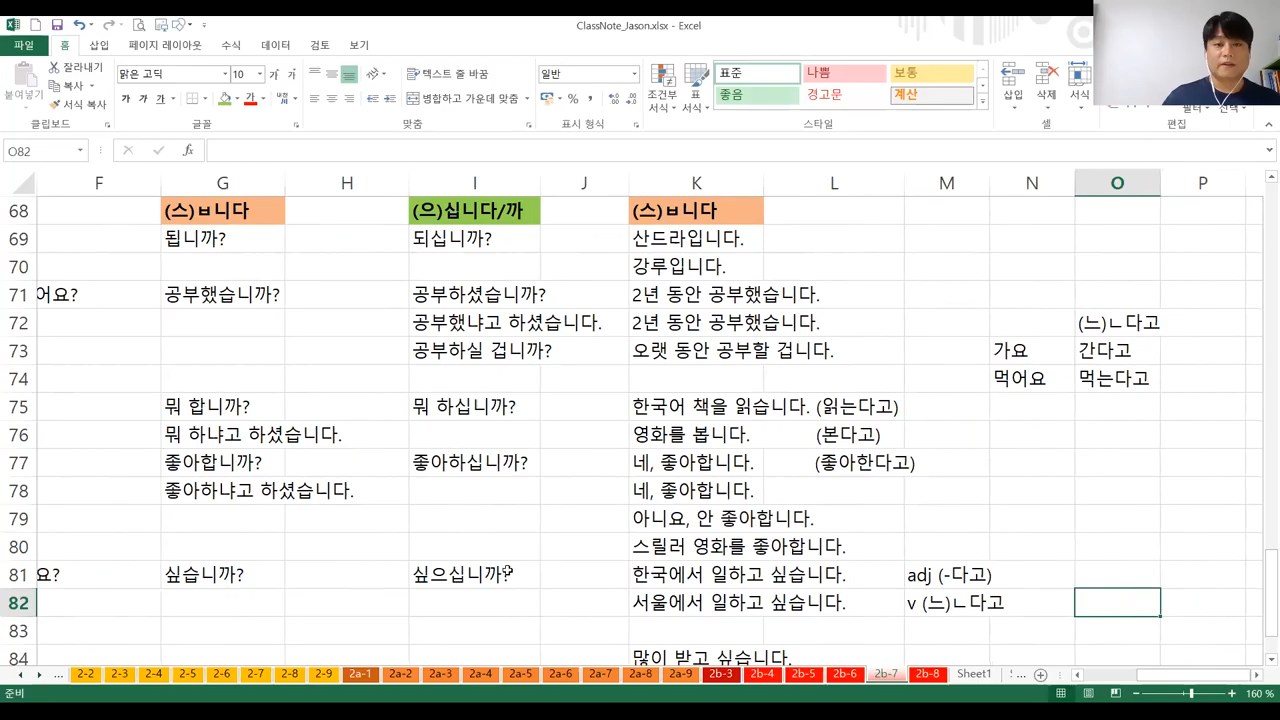 ClassNote_Jason.xlsx - Excel
파일 홈 삽입 페이지 레이아웃 수식 데이터 검토 보기
붙여넣기 잘라내기 복사 서식 복사
맑은 고딕 10 가 가 가 가 가
텍스트 줄 바꿈
병합하고 가운데 맞춤
일반
조건부 서식 표 서식
표준 나쁨 보통
좋음 경고문 계산
삽입 삭제 서식
클립보드 글꼴 맞춤 표시 형식 스타일 셀 편집
O82 fx
F G H I J K L M N O P
68 (스)ㅂ니다 (으)십니다/까 (스)ㅂ니다
69 됩니까? 되십니까? 산드라입니다.
70 강루입니다.
71 어요? 공부했습니까? 공부하셨습니까? 2년 동안 공부했습니다.
72 공부했냐고 하셨습니다. 2년 동안 공부했습니다. (느)ㄴ다고
73 공부하실 겁니까? 오랫 동안 공부할 겁니다. 가요 간다고
74 먹어요 먹는다고
75 뭐 합니까? 뭐 하십니까? 한국어 책을 읽습니다. (읽는다고)
76 뭐 하냐고 하셨습니다. 영화를 봅니다. (본다고)
77 좋아합니까? 좋아하십니까? 네, 좋아합니다. (좋아한다고)
78 좋아하냐고 하셨습니다. 네, 좋아합니다.
79 아니요, 안 좋아합니다.
80 스릴러 영화를 좋아합니다.
81 요? 싶습니까? 싶으십니까? 한국에서 일하고 싶습니다. adj (-다고)
82 서울에서 일하고 싶습니다. v (느)ㄴ다고
83
84 많이 받고 싶습니다.
... 2-2 2-3 2-4 2-5 2-6 2-7 2-8 2-9 2a-1 2a-2 2a-3 2a-4 2a-5 2a-6 2a-7 2a-8 2a-9 2b-3 2b-4 2b-5 2b-6 2b-7 2b-8 Sheet1 ...
준비 160 %